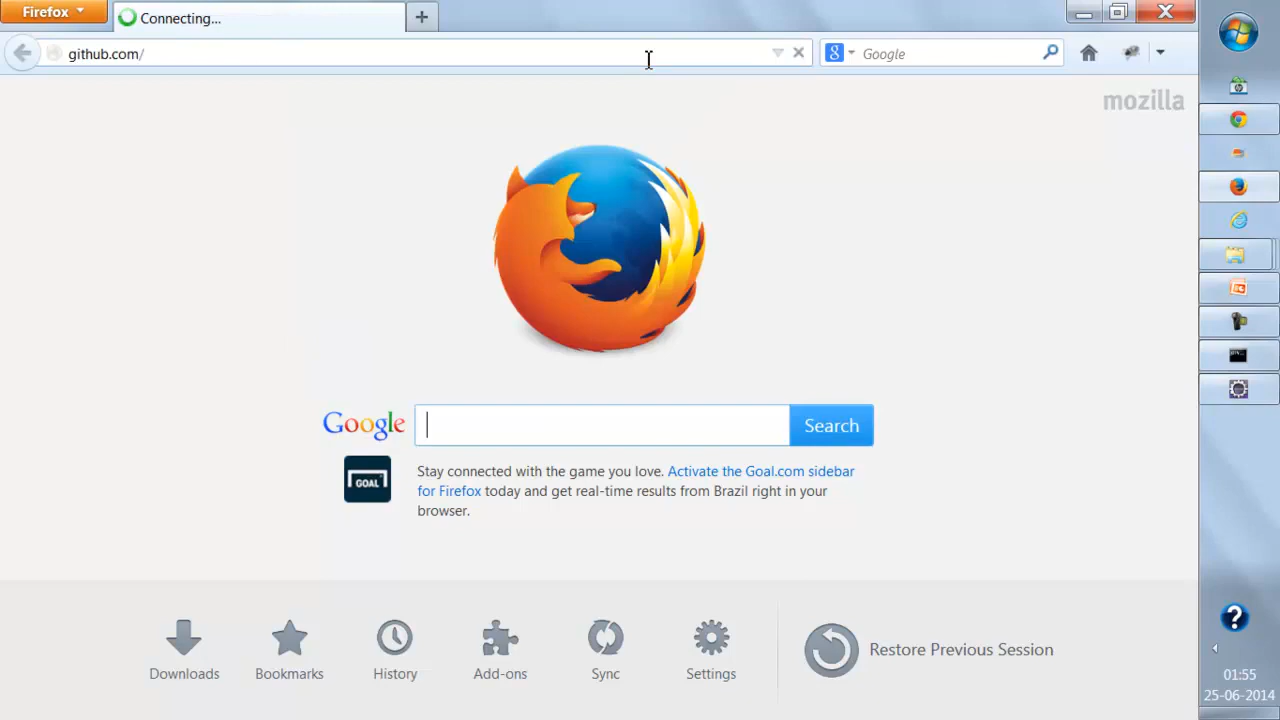 Firefox
Connecting...
github.com/
Google
mozilla
Google
Search
GOAL
Stay connected with the game you love. Activate the Goal.com sidebar
for Firefox today and get real-time results from Brazil right in your
browser.
Downloads
Bookmarks
History
Add-ons
Sync
Settings
Restore Previous Session
01:55
25-06-2014